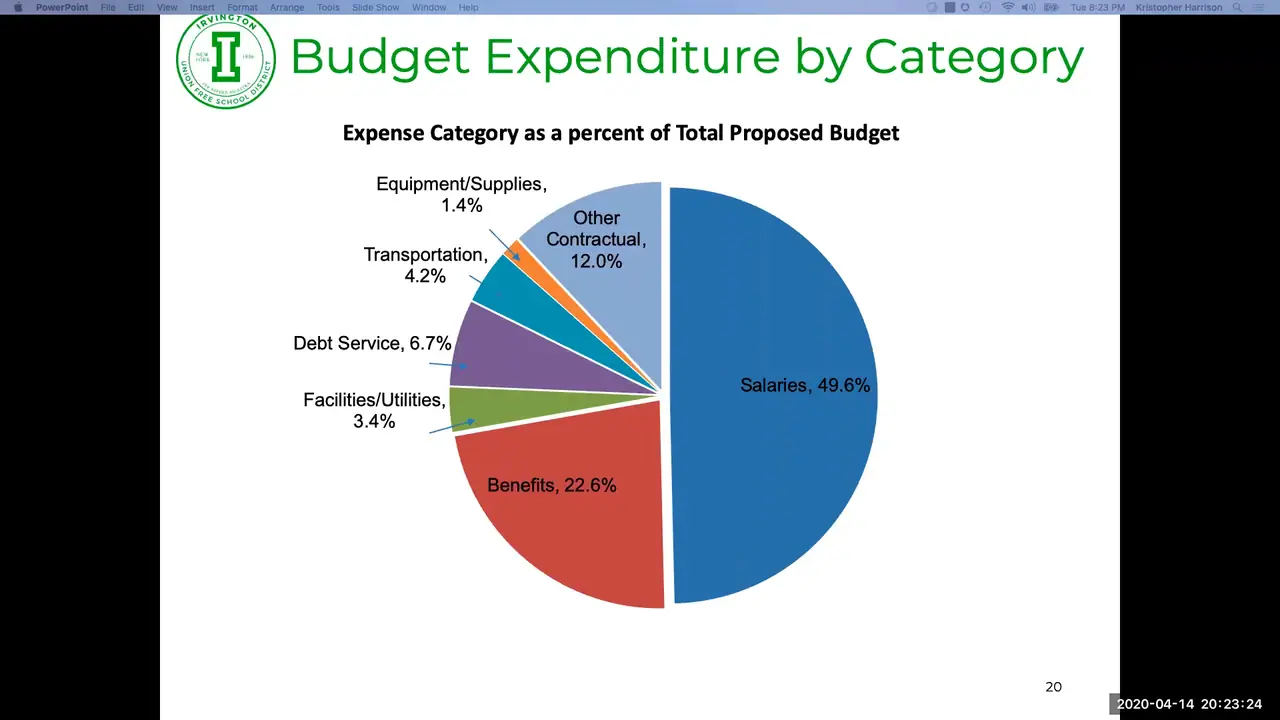 PowerPoint File Edit View Insert Format Arrange Tools Slide Show Window Help Tue 8:23 PM Kristopher Harrison
IRVINGTON
NEW YORK
UNION FREE SCHOOL DISTRICT
I
Budget Expenditure by Category
Expense Category as a percent of Total Proposed Budget
Equipment/Supplies,
1.4%
Other
Contractual,
12.0%
Transportation,
4.2%
Debt Service, 6.7%
Salaries, 49.6%
Facilities/Utilities,
3.4%
Benefits, 22.6%
20
2020-04-14 20:23:24